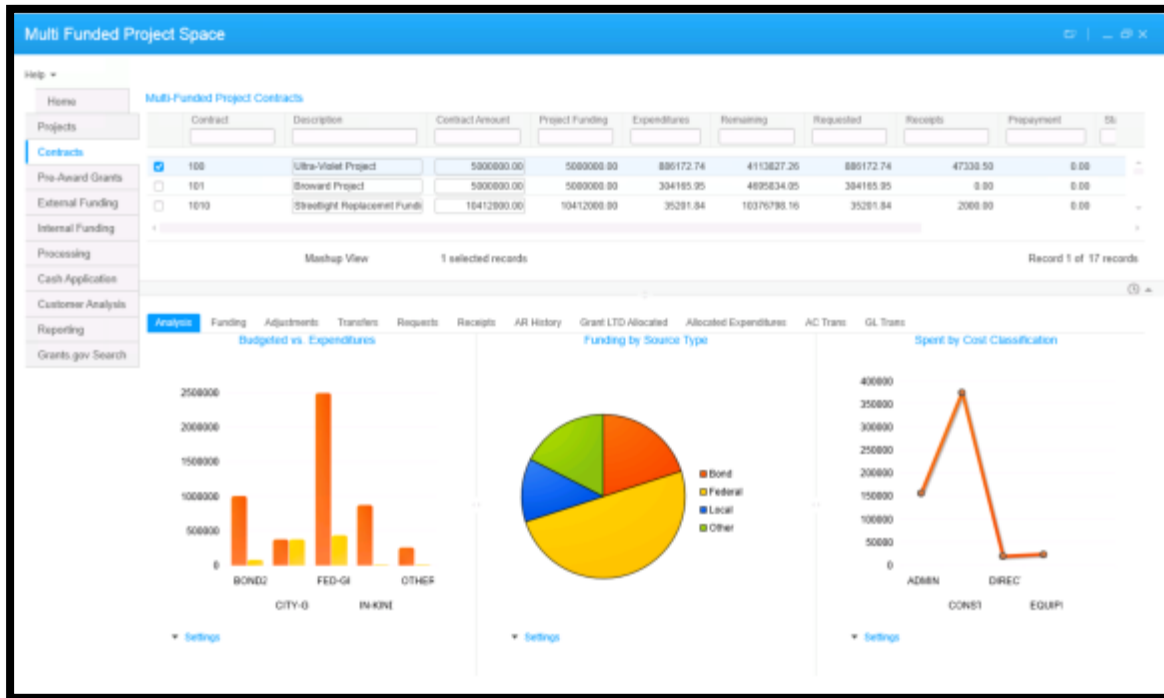 Multi Funded Project Space
Help
Home
Projects
Contracts
Pre-Award Grants
External Funding
Internal Funding
Processing
Cash Application
Customer Analysis
Reporting
Grants.gov Search
Multi-Funded Project Contracts
Contract Description Contract Amount Project Funding Expenditures Remaining Requested Receipts Prepayment
100 Ultra-Violet Project 5000000.00 5000000.00 886172.74 4113827.26 886172.74 47330.50 0.00
101 Broward Project 5000000.00 5000000.00 304165.95 4695834.05 304165.95 0.00 0.00
1010 Streetlight Replacemnt Fundi 10412000.00 10412000.00 35201.84 10376798.16 35201.84 2000.00 0.00
Mashup View 1 selected records Record 1 of 17 records
Analysis Funding Adjustments Transfers Requests Receipts AR History Grant LTD Allocated Allocated Expenditures AC Trans GL Trans
Budgeted vs. Expenditures
2500000
2000000
1500000
1000000
500000
0
BOND2 FED-GI OTHER
CITY-G IN-KINI
Settings
Funding by Source Type
Bond
Federal
Local
Other
Settings
Spent by Cost Classification
400000
350000
300000
250000
200000
150000
100000
50000
0
ADMIN DIREC
CONST EQUIPI
Settings